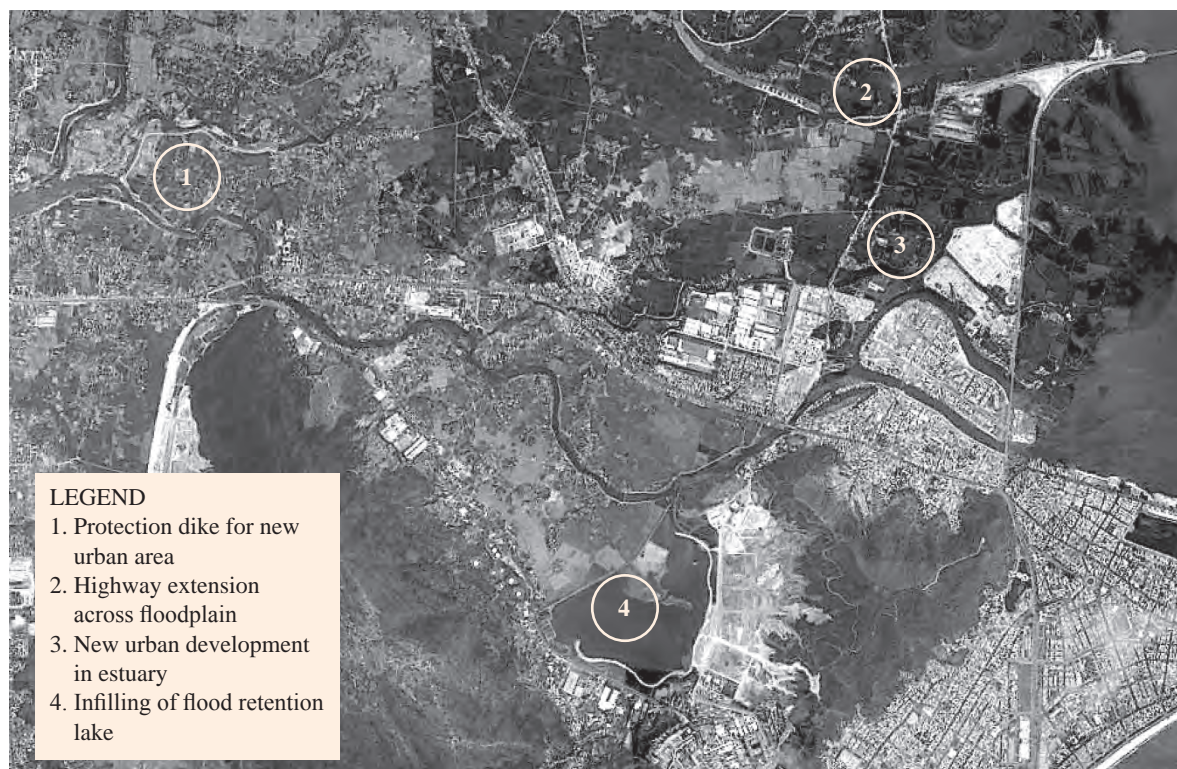 2
1
3
4
LEGEND
1. Protection dike for new
urban area
2. Highway extension
across floodplain
3. New urban development
in estuary
4. Infilling of flood retention
lake